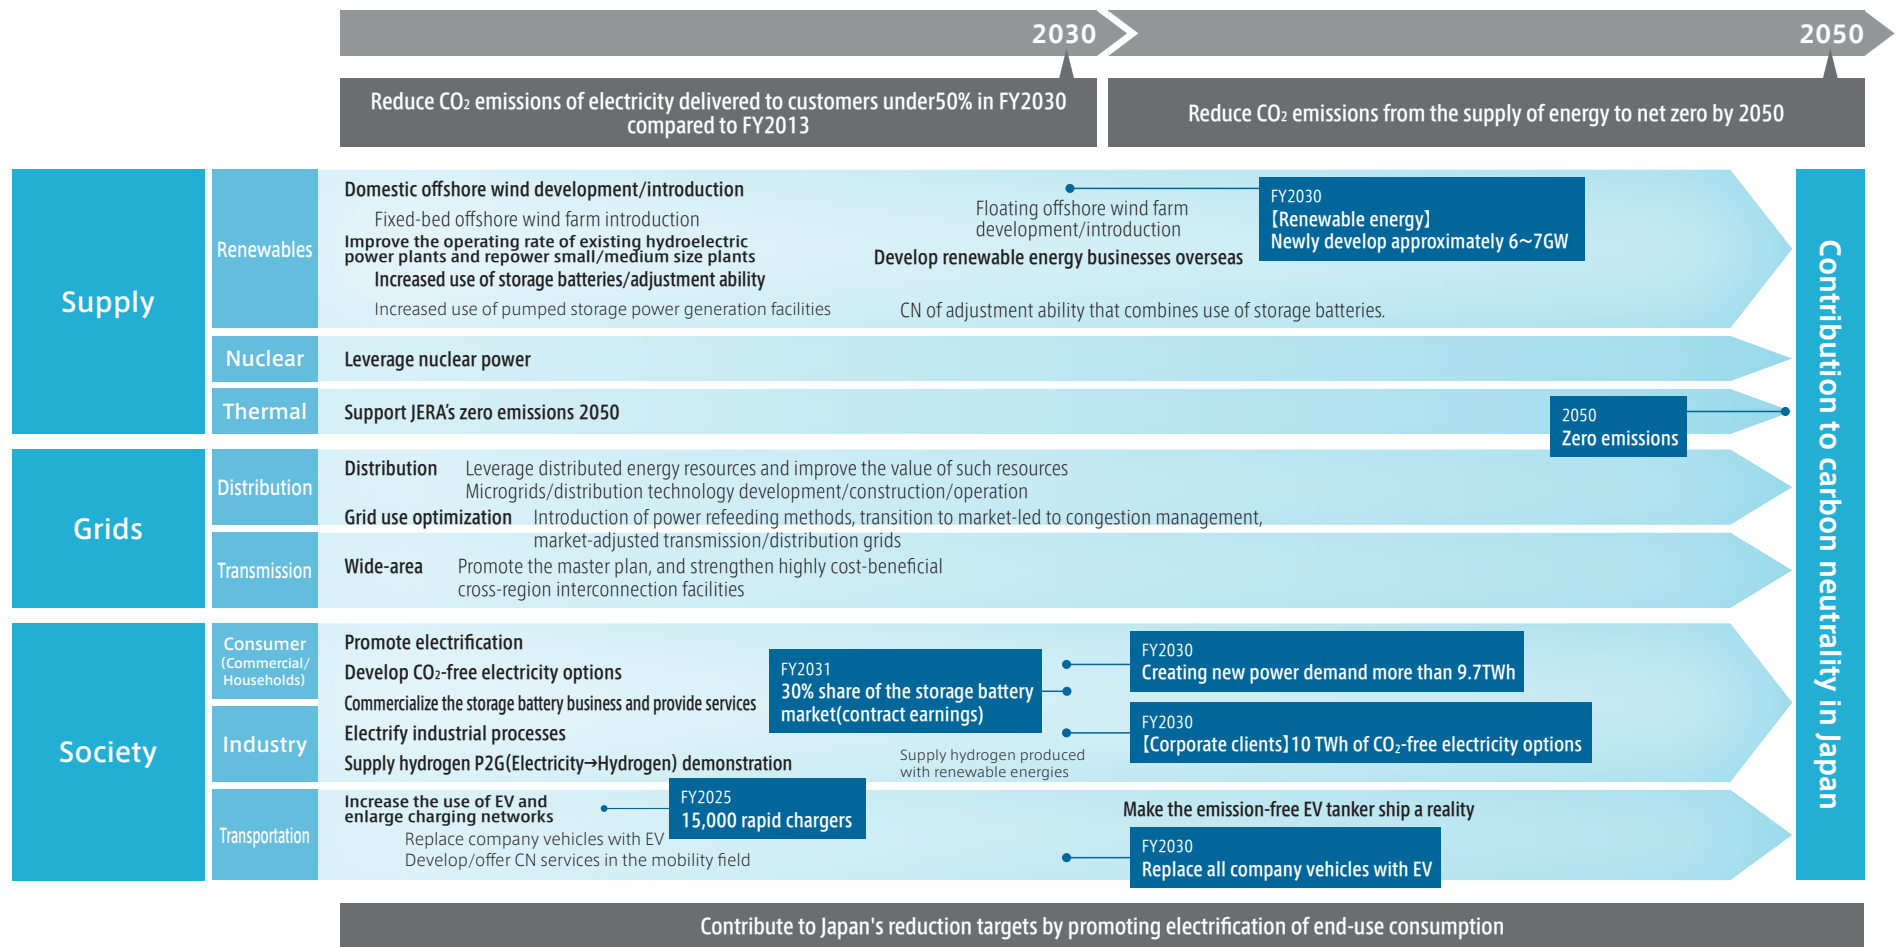 2030
2050
Reduce CO₂ emissions of electricity delivered to customers under50% in FY2030
compared to FY2013
Reduce CO₂ emissions from the supply of energy to net zero by 2050
Supply
Renewables
Domestic offshore wind development/introduction
Fixed-bed offshore wind farm introduction
Improve the operating rate of existing hydroelectric
power plants and repower small/medium size plants
Increased use of storage batteries/adjustment ability
Increased use of pumped storage power generation facilities
Floating offshore wind farm
development/introduction
Develop renewable energy businesses overseas
CN of adjustment ability that combines use of storage batteries.
FY2030
【Renewable energy】
Newly develop approximately 6~7GW
Nuclear
Leverage nuclear power
Thermal
Support JERA's zero emissions 2050
2050
Zero emissions
Grids
Distribution
Distribution
Leverage distributed energy resources and improve the value of such resources
Microgrids/distribution technology development/construction/operation
Grid use optimization
Introduction of power refeeding methods, transition to market-led to congestion management,
market-adjusted transmission/distribution grids
Transmission
Wide-area
Promote the master plan, and strengthen highly cost-beneficial
cross-region interconnection facilities
Society
Consumer
(Commercial/
Households)
Promote electrification
Develop CO₂-free electricity options
Commercialize the storage battery business and provide services
FY2031
30% share of the storage battery
market(contract earnings)
FY2030
Creating new power demand more than 9.7TWh
Industry
Electrify industrial processes
Supply hydrogen P2G(Electricity→Hydrogen) demonstration
Supply hydrogen produced
with renewable energies
FY2030
【Corporate clients】10 TWh of CO₂-free electricity options
Transportation
Increase the use of EV and
enlarge charging networks
Replace company vehicles with EV
Develop/offer CN services in the mobility field
FY2025
15,000 rapid chargers
Make the emission-free EV tanker ship a reality
FY2030
Replace all company vehicles with EV
Contribution to carbon neutrality in Japan
Contribute to Japan's reduction targets by promoting electrification of end-use consumption